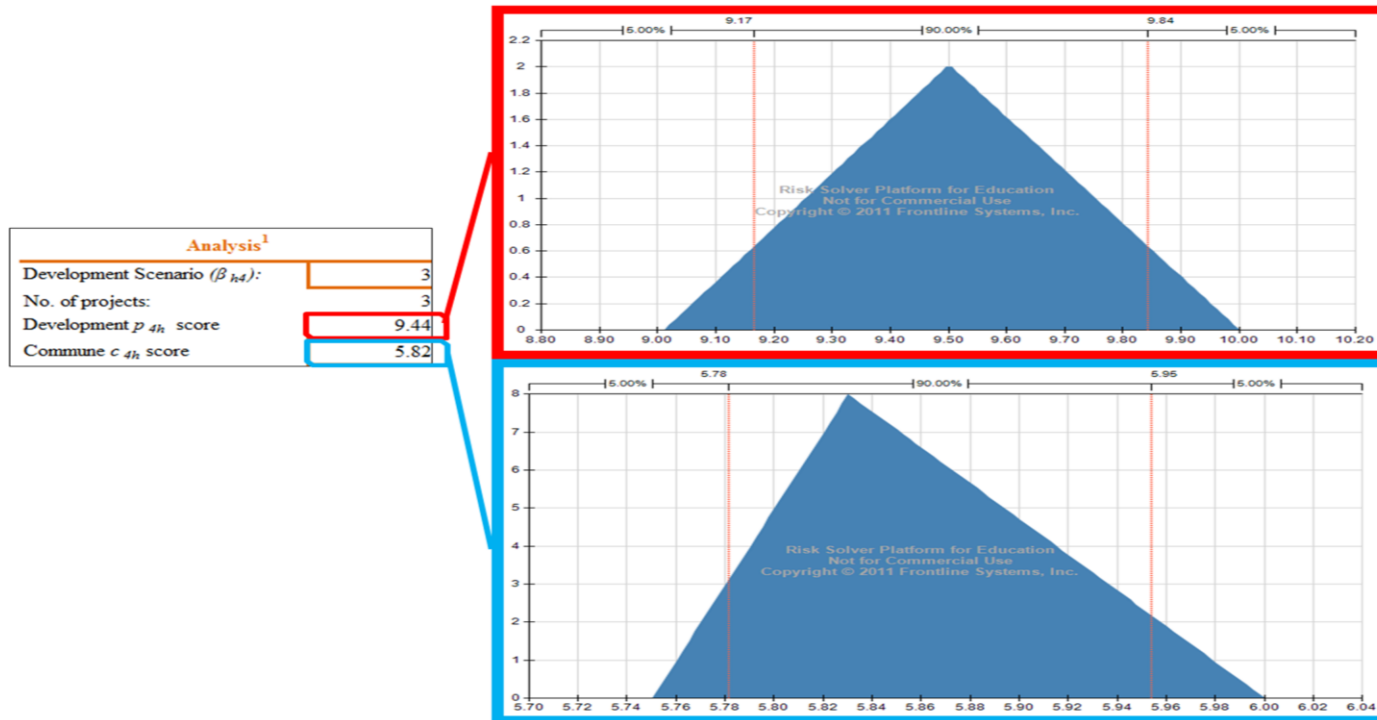 Analysis1
Development Scenario (β h4): 3
No. of projects: 3
Development p 4h score 9.44
Commune c 4h score 5.82
9.17 9.84
5.00% 90.00% 5.00%
2.2
2
1.8
1.6
1.4
1.2
1
0.8
0.6
0.4
0.2
0
Risk Solver Platform for Education
Not for Commercial Use
Copyright © 2011 Frontline Systems, Inc.
8.80 8.90 9.00 9.10 9.20 9.30 9.40 9.50 9.60 9.70 9.80 9.90 10.00 10.10 10.20
5.78 5.95
5.00% 90.00% 5.00%
8
7
6
5
4
3
2
1
0
Risk Solver Platform for Education
Not for Commercial Use
Copyright © 2011 Frontline Systems, Inc.
5.70 5.72 5.74 5.76 5.78 5.80 5.82 5.84 5.86 5.88 5.90 5.92 5.94 5.96 5.98 6.00 6.02 6.04